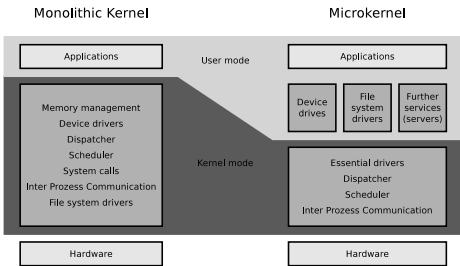 Monolithic Kernel
Microkernel
Applications
User mode
Applications
Device
drives
File
system
drivers
Further
services
(servers)
Memory management
Device drivers
Dispatcher
Scheduler
System calls
Inter Prozess Communication
File system drivers
Kernel mode
Essential drivers
Dispatcher
Scheduler
Inter Prozess Communication
Hardware
Hardware